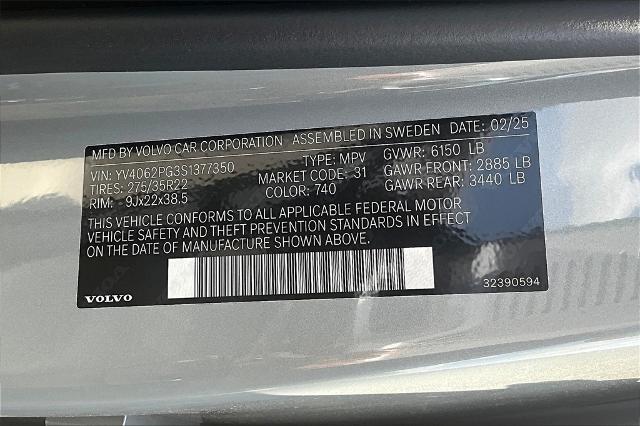 MFD BY VOLVO CAR CORPORATION ASSEMBLED IN SWEDEN DATE: 02/25
VIN: YV4062PG3S1377350 TYPE: MPV GVWR: 6150 LB
TIRES: 275/35R22 MARKET CODE: 31 GAWR FRONT: 2885 LB
RIM: 9Jx22x38.5 COLOR: 740 GAWR REAR: 3440 LB
THIS VEHICLE CONFORMS TO ALL APPLICABLE FEDERAL MOTOR
VEHICLE SAFETY AND THEFT PREVENTION STANDARDS IN EFFECT
ON THE DATE OF MANUFACTURE SHOWN ABOVE.
VOLVO 32390594